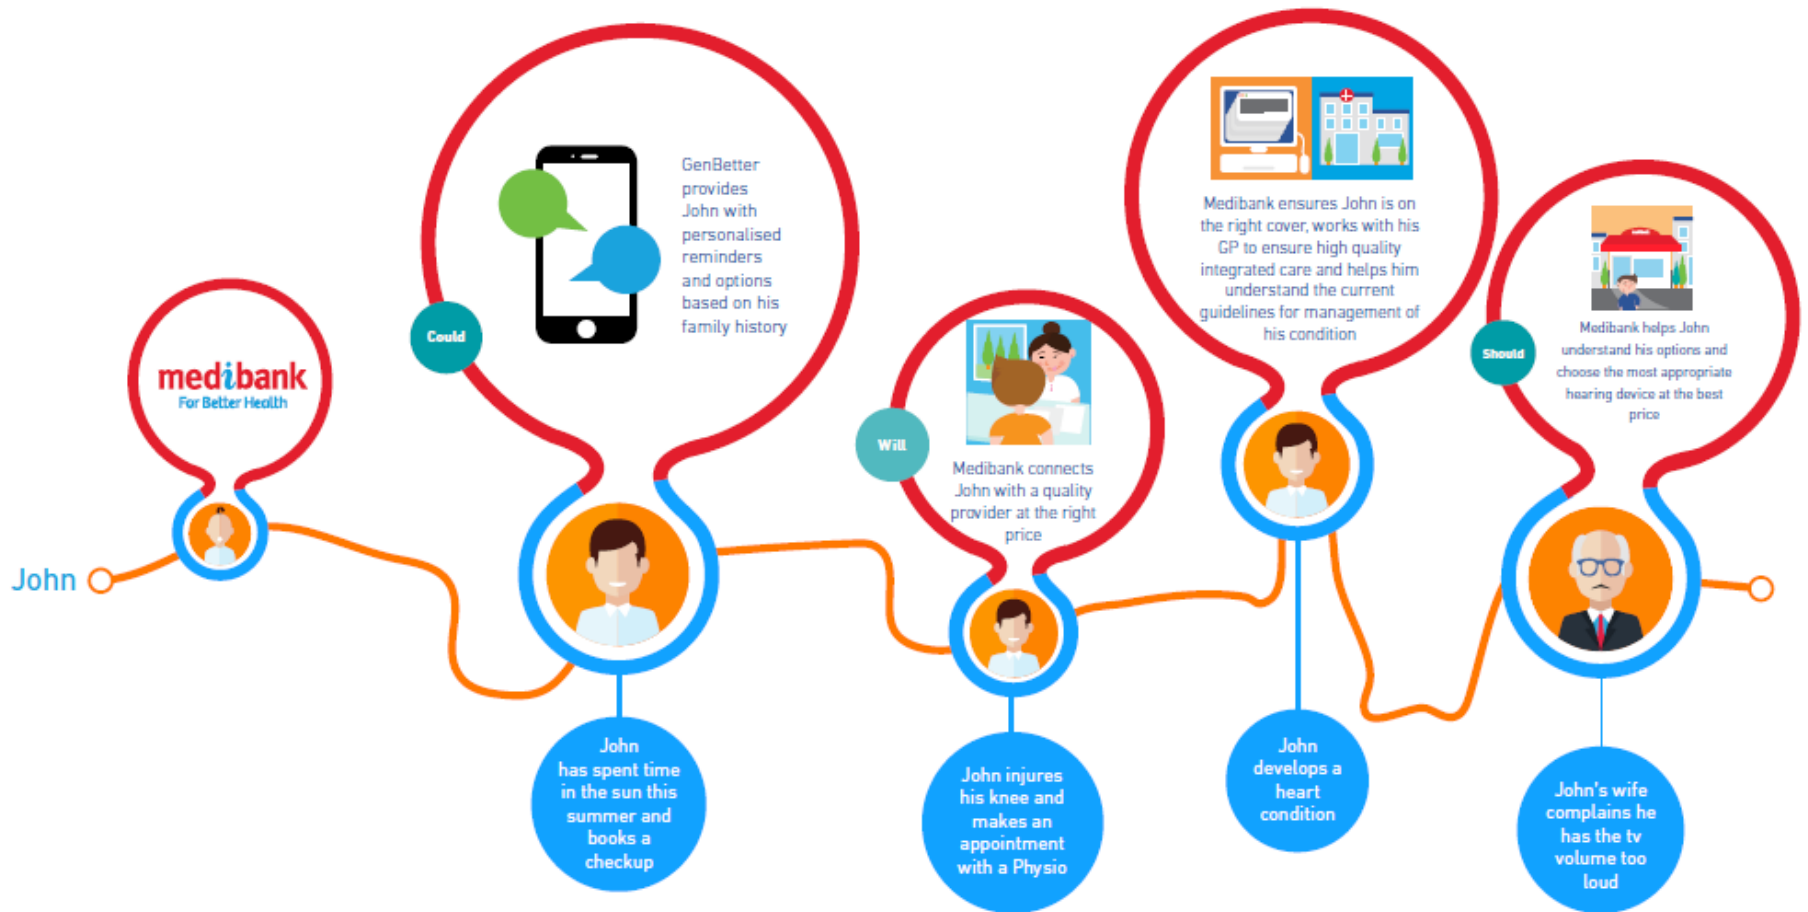 John
medibank
For Better Health
Could
GenBetter
provides
John with
personalised
reminders
and options
based on his
family history
John
has spent time
in the sun this
summer and
books a
checkup
Will
Medibank connects
John with a quality
provider at the right
price
John injures
his knee and
makes an
appointment
with a Physio
Medibank ensures John is on
the right cover, works with his
GP to ensure high quality
integrated care and helps him
understand the current
guidelines for management of
his condition
John
develops a
heart
condition
Should
Medibank helps John
understand his options and
choose the most appropriate
hearing device at the best
price
John's wife
complains he
has the tv
volume too
loud